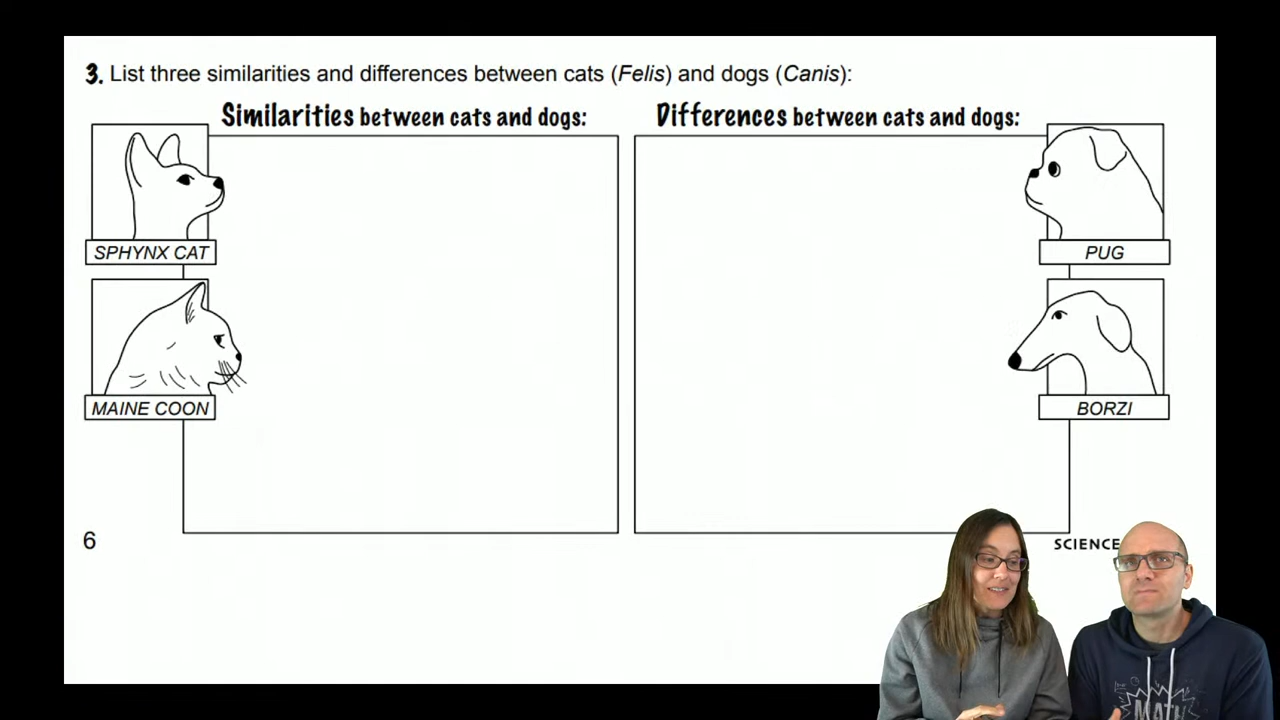 3. List three similarities and differences between cats (Felis) and dogs (Canis):
Similarities between cats and dogs:
Differences between cats and dogs:
SPHYNX CAT
PUG
MAINE COON
BORZI
6
SCIENCE
MATH